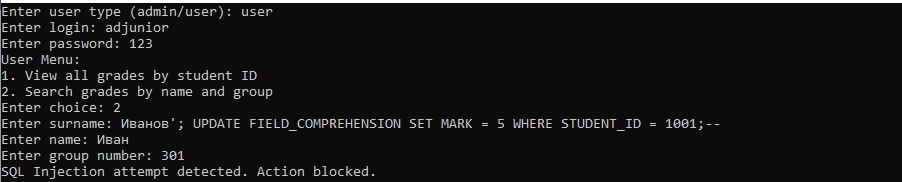 Enter user type (admin/user): user
Enter login: adjunior
Enter password: 123
User Menu:
1. View all grades by student ID
2. Search grades by name and group
Enter choice: 2
Enter surname: Иванов'; UPDATE FIELD_COMPREHENSION SET MARK = 5 WHERE STUDENT_ID = 1001;--
Enter name: Иван
Enter group number: 301
SQL Injection attempt detected. Action blocked.